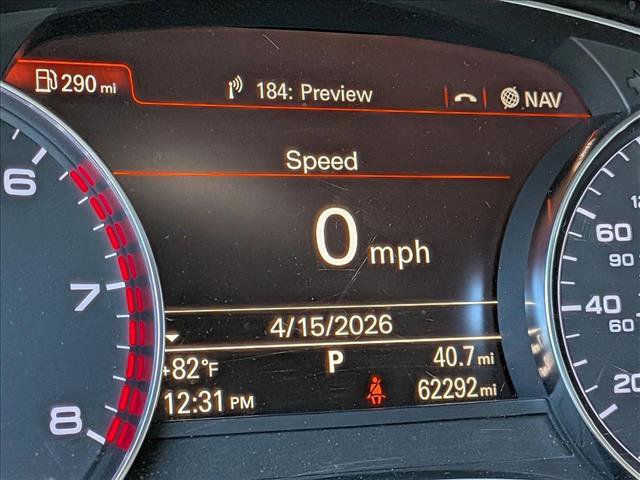 290 mi
184: Preview
NAV
Speed
0 mph
4/15/2026
+82°F
P
40.7 mi
12:31 PM
62292 mi
6
7
8
60
90
40
60
20